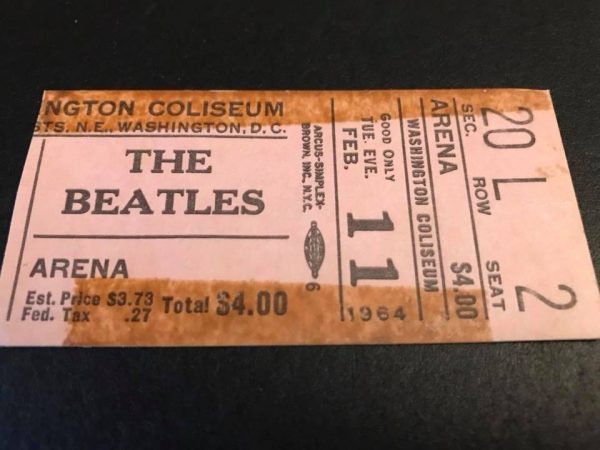 NGTON COLISEUM
STS. N.E., WASHINGTON, D.C.
THE
BEATLES
ARENA
Est. Price $3.73
Fed. Tax .27
Total $4.00
ARCUS-SIMPLEX-
BROWN, INC., N.Y.C.
6
GOOD ONLY
TUE. EVE.
FEB.
11
1964
WASHINGTON COLISEUM
ARENA
$4.00
SEC. ROW SEAT
20 L 2